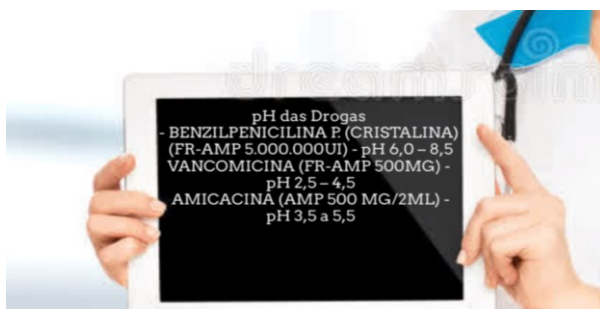 dreamstim
pH das Drogas
- BENZILPENICILINA P. (CRISTALINA)
(FR-AMP 5.000.000UI) - pH 6,0 – 8,5
VANCOMICINA (FR-AMP 500MG) -
pH 2,5 – 4,5
AMICACINA (AMP 500 MG/2ML) -
pH 3,5 a 5,5